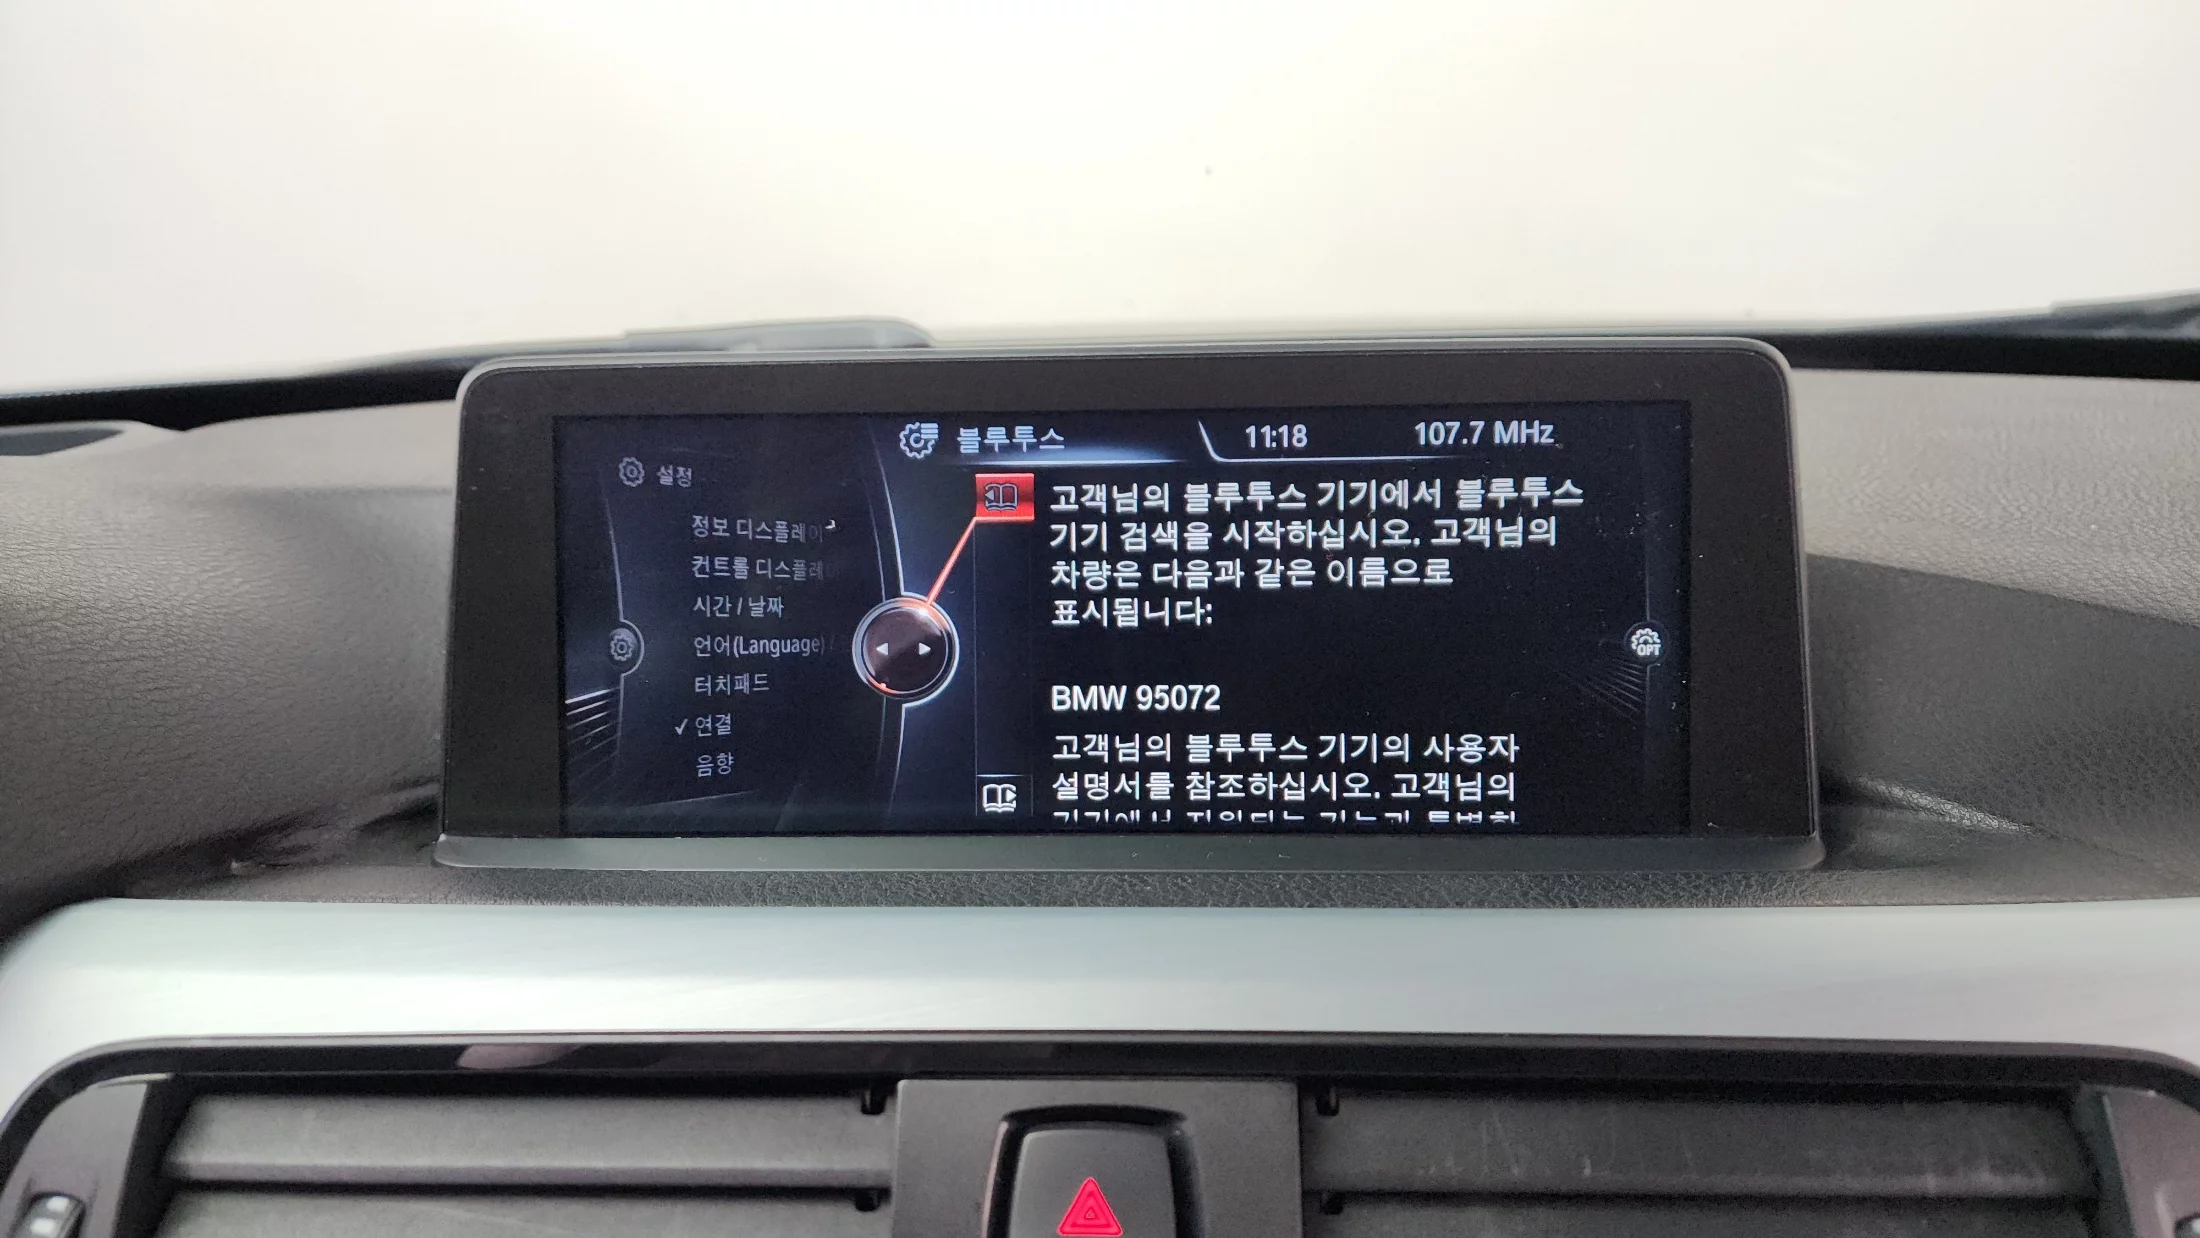 블루투스
11:18
107.7 MHz
설정
정보 디스플레이
컨트롤 디스플레
시간 / 날짜
언어(Language) /
터치패드
✓ 연결
음향
고객님의 블루투스 기기에서 블루투스
기기 검색을 시작하십시오. 고객님의
차량은 다음과 같은 이름으로
표시됩니다:
BMW 95072
고객님의 블루투스 기기의 사용자
설명서를 참조하십시오. 고객님의
OPT